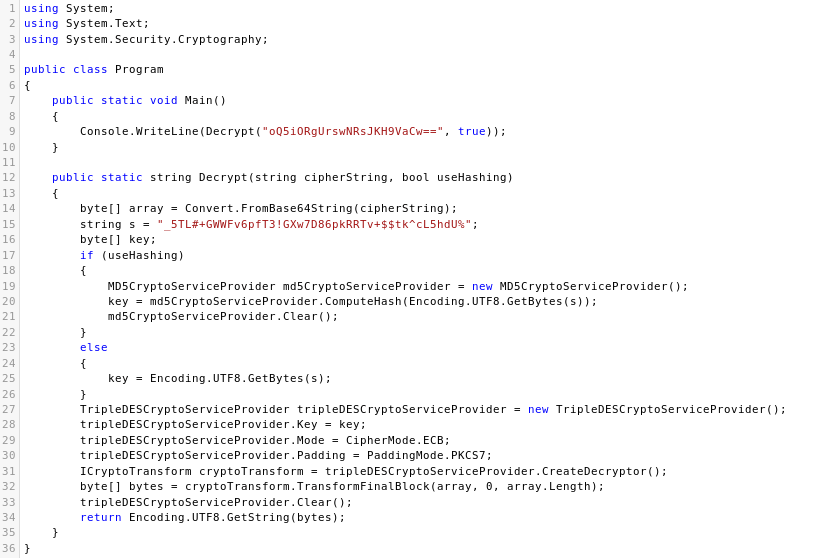 1 using System;
2 using System.Text;
3 using System.Security.Cryptography;
4
5 public class Program
6 {
7     public static void Main()
8     {
9         Console.WriteLine(Decrypt("oQ5iORgUrswNRsJKH9VaCw==", true));
10     }
11
12     public static string Decrypt(string cipherString, bool useHashing)
13     {
14         byte[] array = Convert.FromBase64String(cipherString);
15         string s = "_5TL#+GWWFv6pfT3!GXw7D86pkRRTv+$$tk^cL5hdU%";
16         byte[] key;
17         if (useHashing)
18         {
19             MD5CryptoServiceProvider md5CryptoServiceProvider = new MD5CryptoServiceProvider();
20             key = md5CryptoServiceProvider.ComputeHash(Encoding.UTF8.GetBytes(s));
21             md5CryptoServiceProvider.Clear();
22         }
23         else
24         {
25             key = Encoding.UTF8.GetBytes(s);
26         }
27         TripleDESCryptoServiceProvider tripleDESCryptoServiceProvider = new TripleDESCryptoServiceProvider();
28         tripleDESCryptoServiceProvider.Key = key;
29         tripleDESCryptoServiceProvider.Mode = CipherMode.ECB;
30         tripleDESCryptoServiceProvider.Padding = PaddingMode.PKCS7;
31         ICryptoTransform cryptoTransform = tripleDESCryptoServiceProvider.CreateDecryptor();
32         byte[] bytes = cryptoTransform.TransformFinalBlock(array, 0, array.Length);
33         tripleDESCryptoServiceProvider.Clear();
34         return Encoding.UTF8.GetString(bytes);
35     }
36 }